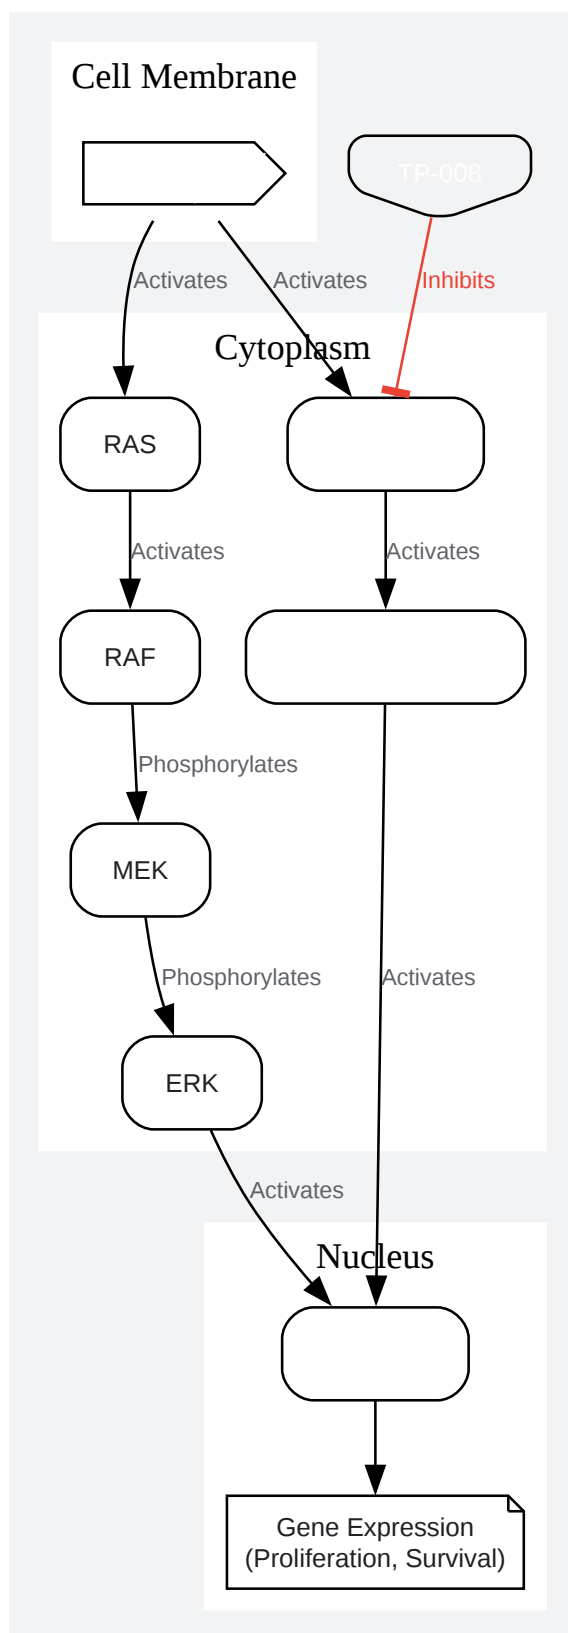 Cell Membrane
TP-008
Activates
Activates
Inhibits
Cytoplasm
RAS
Activates
Activates
RAF
Phosphorylates
MEK
Phosphorylates
Activates
ERK
Activates
Nucleus
Gene Expression
(Proliferation, Survival)